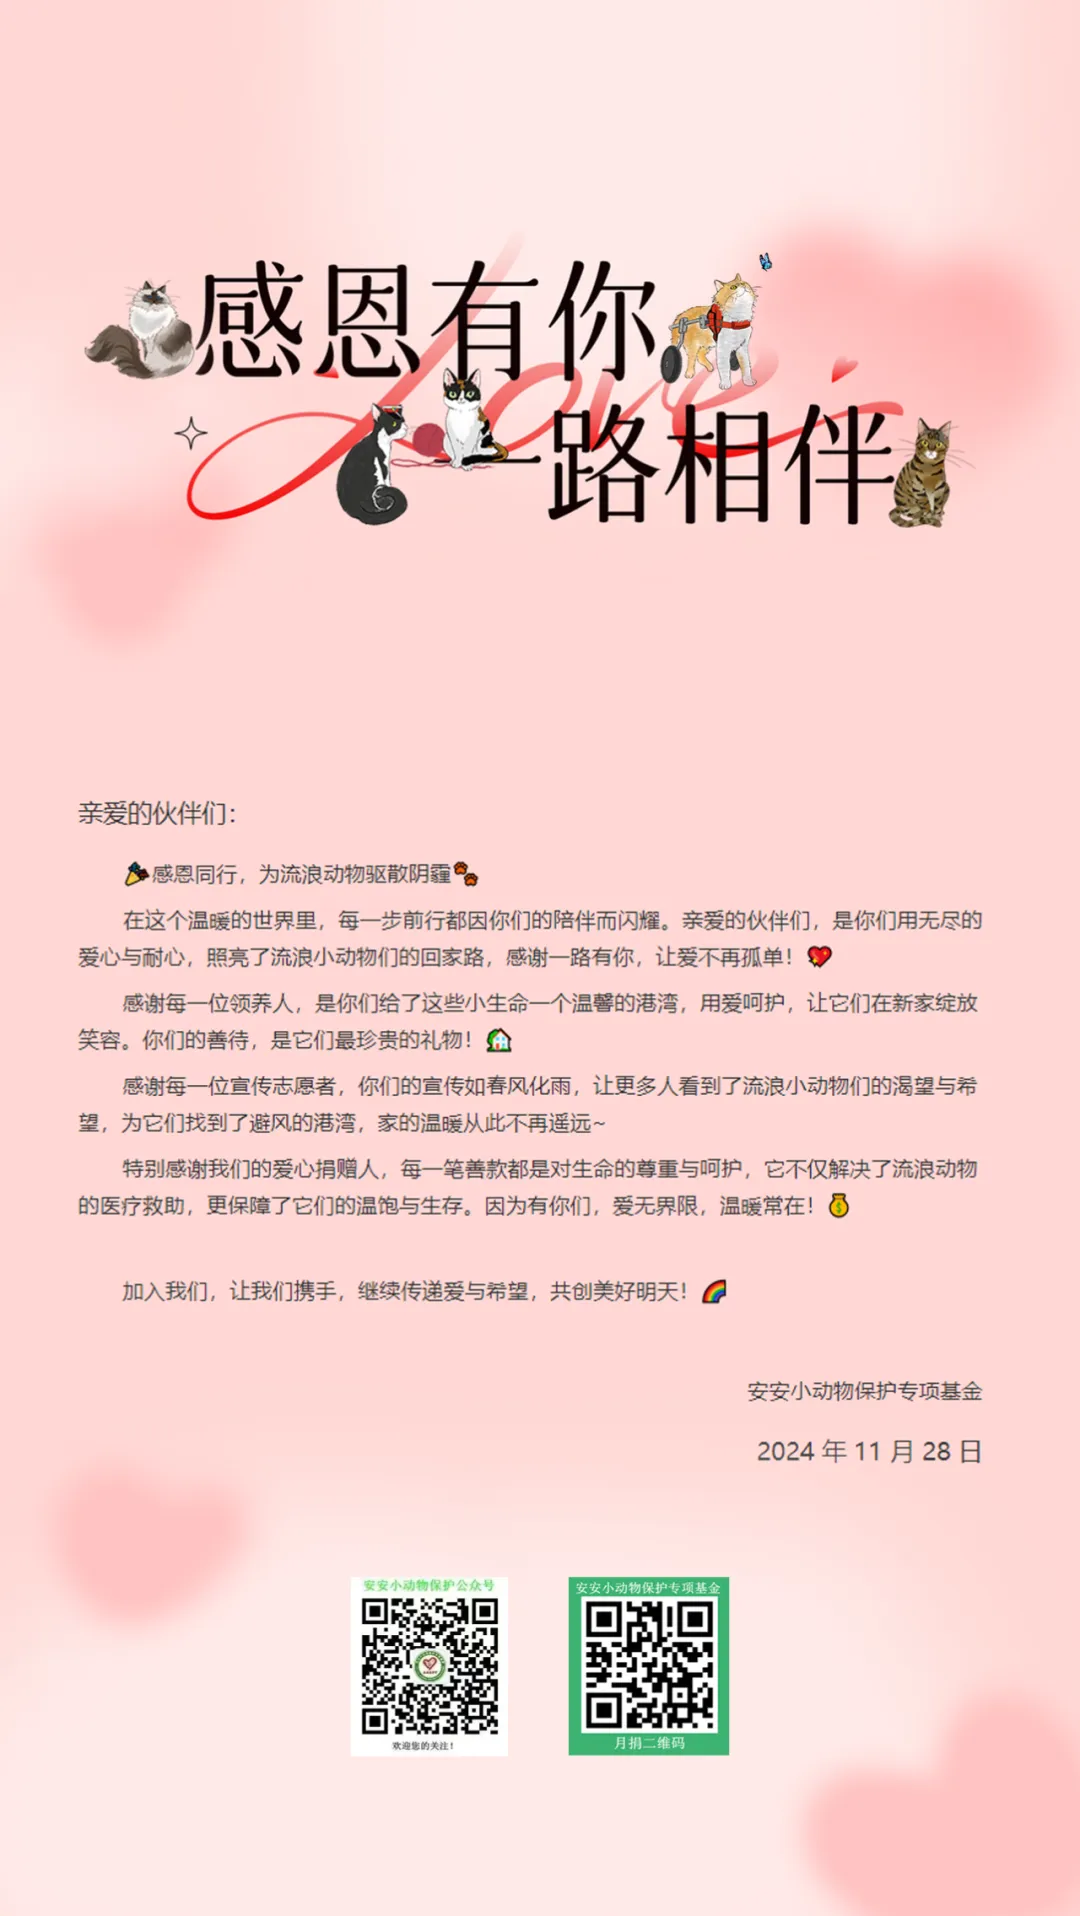 感恩有你
Love
一路相伴
亲爱的伙伴们：
🎉感恩同行，为流浪动物驱散阴霾🐾
在这个温暖的世界里，每一步前行都因你们的陪伴而闪耀。亲爱的伙伴们，是你们用无尽的
爱心与耐心，照亮了流浪小动物们的回家路，感谢一路有你，让爱不再孤单！💖
感谢每一位领养人，是你们给了这些小生命一个温馨的港湾，用爱呵护，让它们在新家绽放
笑容。你们的善待，是它们最珍贵的礼物！🏡
感谢每一位宣传志愿者，你们的宣传如春风化雨，让更多人看到了流浪小动物们的渴望与希
望，为它们找到了避风的港湾，家的温暖从此不再遥远~
特别感谢我们的爱心捐赠人，每一笔善款都是对生命的尊重与呵护，它不仅解决了流浪动物
的医疗救助，更保障了它们的温饱与生存。因为有你们，爱无界限，温暖常在！💰
加入我们，让我们携手，继续传递爱与希望，共创美好明天！🌈
安安小动物保护专项基金
2024 年 11 月 28 日
安安小动物保护公众号
欢迎您的关注！
安安小动物保护专项基金
月捐二维码